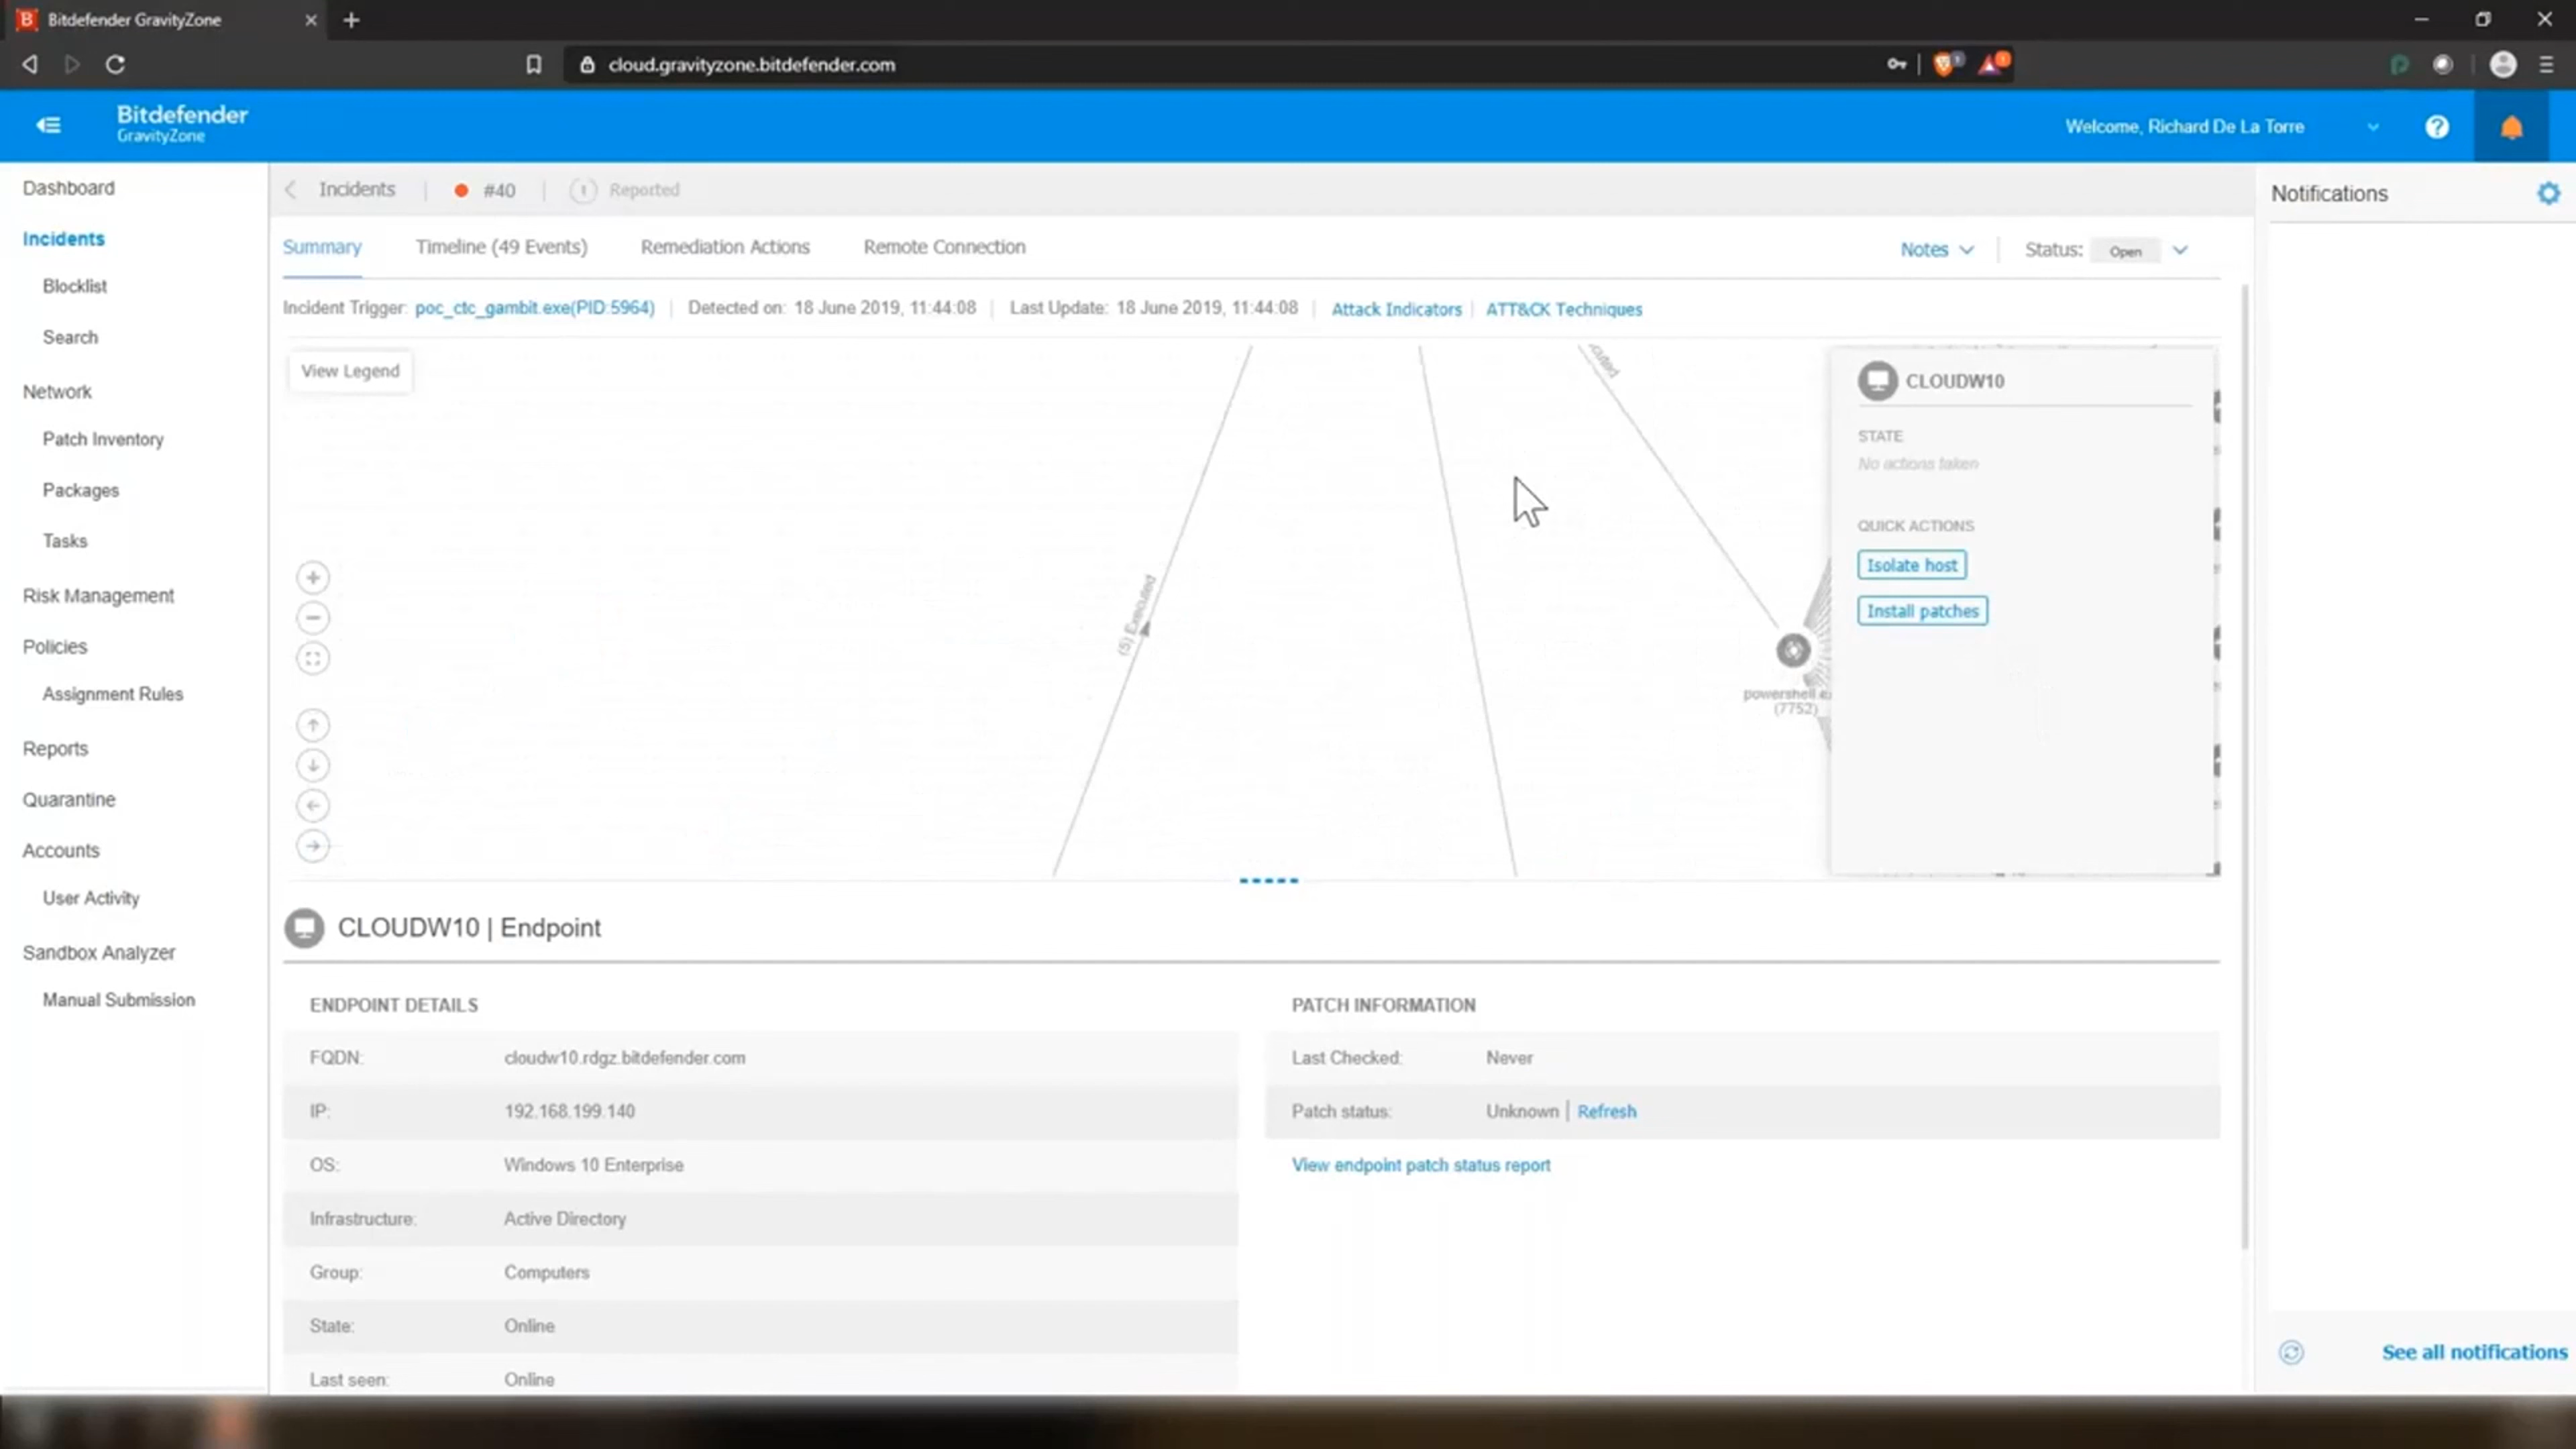 Bitdefender GravityZone
cloud.gravityzone.bitdefender.com
Bitdefender
GravityZone
Welcome, Richard De La Torre
Dashboard
Incidents
Blocklist
Search
Network
Patch Inventory
Packages
Tasks
Risk Management
Policies
Assignment Rules
Reports
Quarantine
Accounts
User Activity
Sandbox Analyzer
Manual Submission
Incidents | #40 | Reported
Summary Timeline (49 Events) Remediation Actions Remote Connection
Notes Status: Open
Incident Trigger: poc_ctc_gambit.exe(PID:5964) | Detected on: 18 June 2019, 11:44:08 | Last Update: 18 June 2019, 11:44:08 | Attack Indicators | ATT&CK Techniques
View Legend
(5) Executed
(7752)
CLOUDW10
STATE
No actions taken
QUICK ACTIONS
Isolate host
Install patches
CLOUDW10 | Endpoint
ENDPOINT DETAILS
FQDN: cloudw10.rdgz.bitdefender.com
IP: 192.168.199.140
OS: Windows 10 Enterprise
Infrastructure: Active Directory
Group: Computers
State: Online
Last seen: Online
PATCH INFORMATION
Last Checked: Never
Patch status: Unknown | Refresh
View endpoint patch status report
Notifications
See all notifications